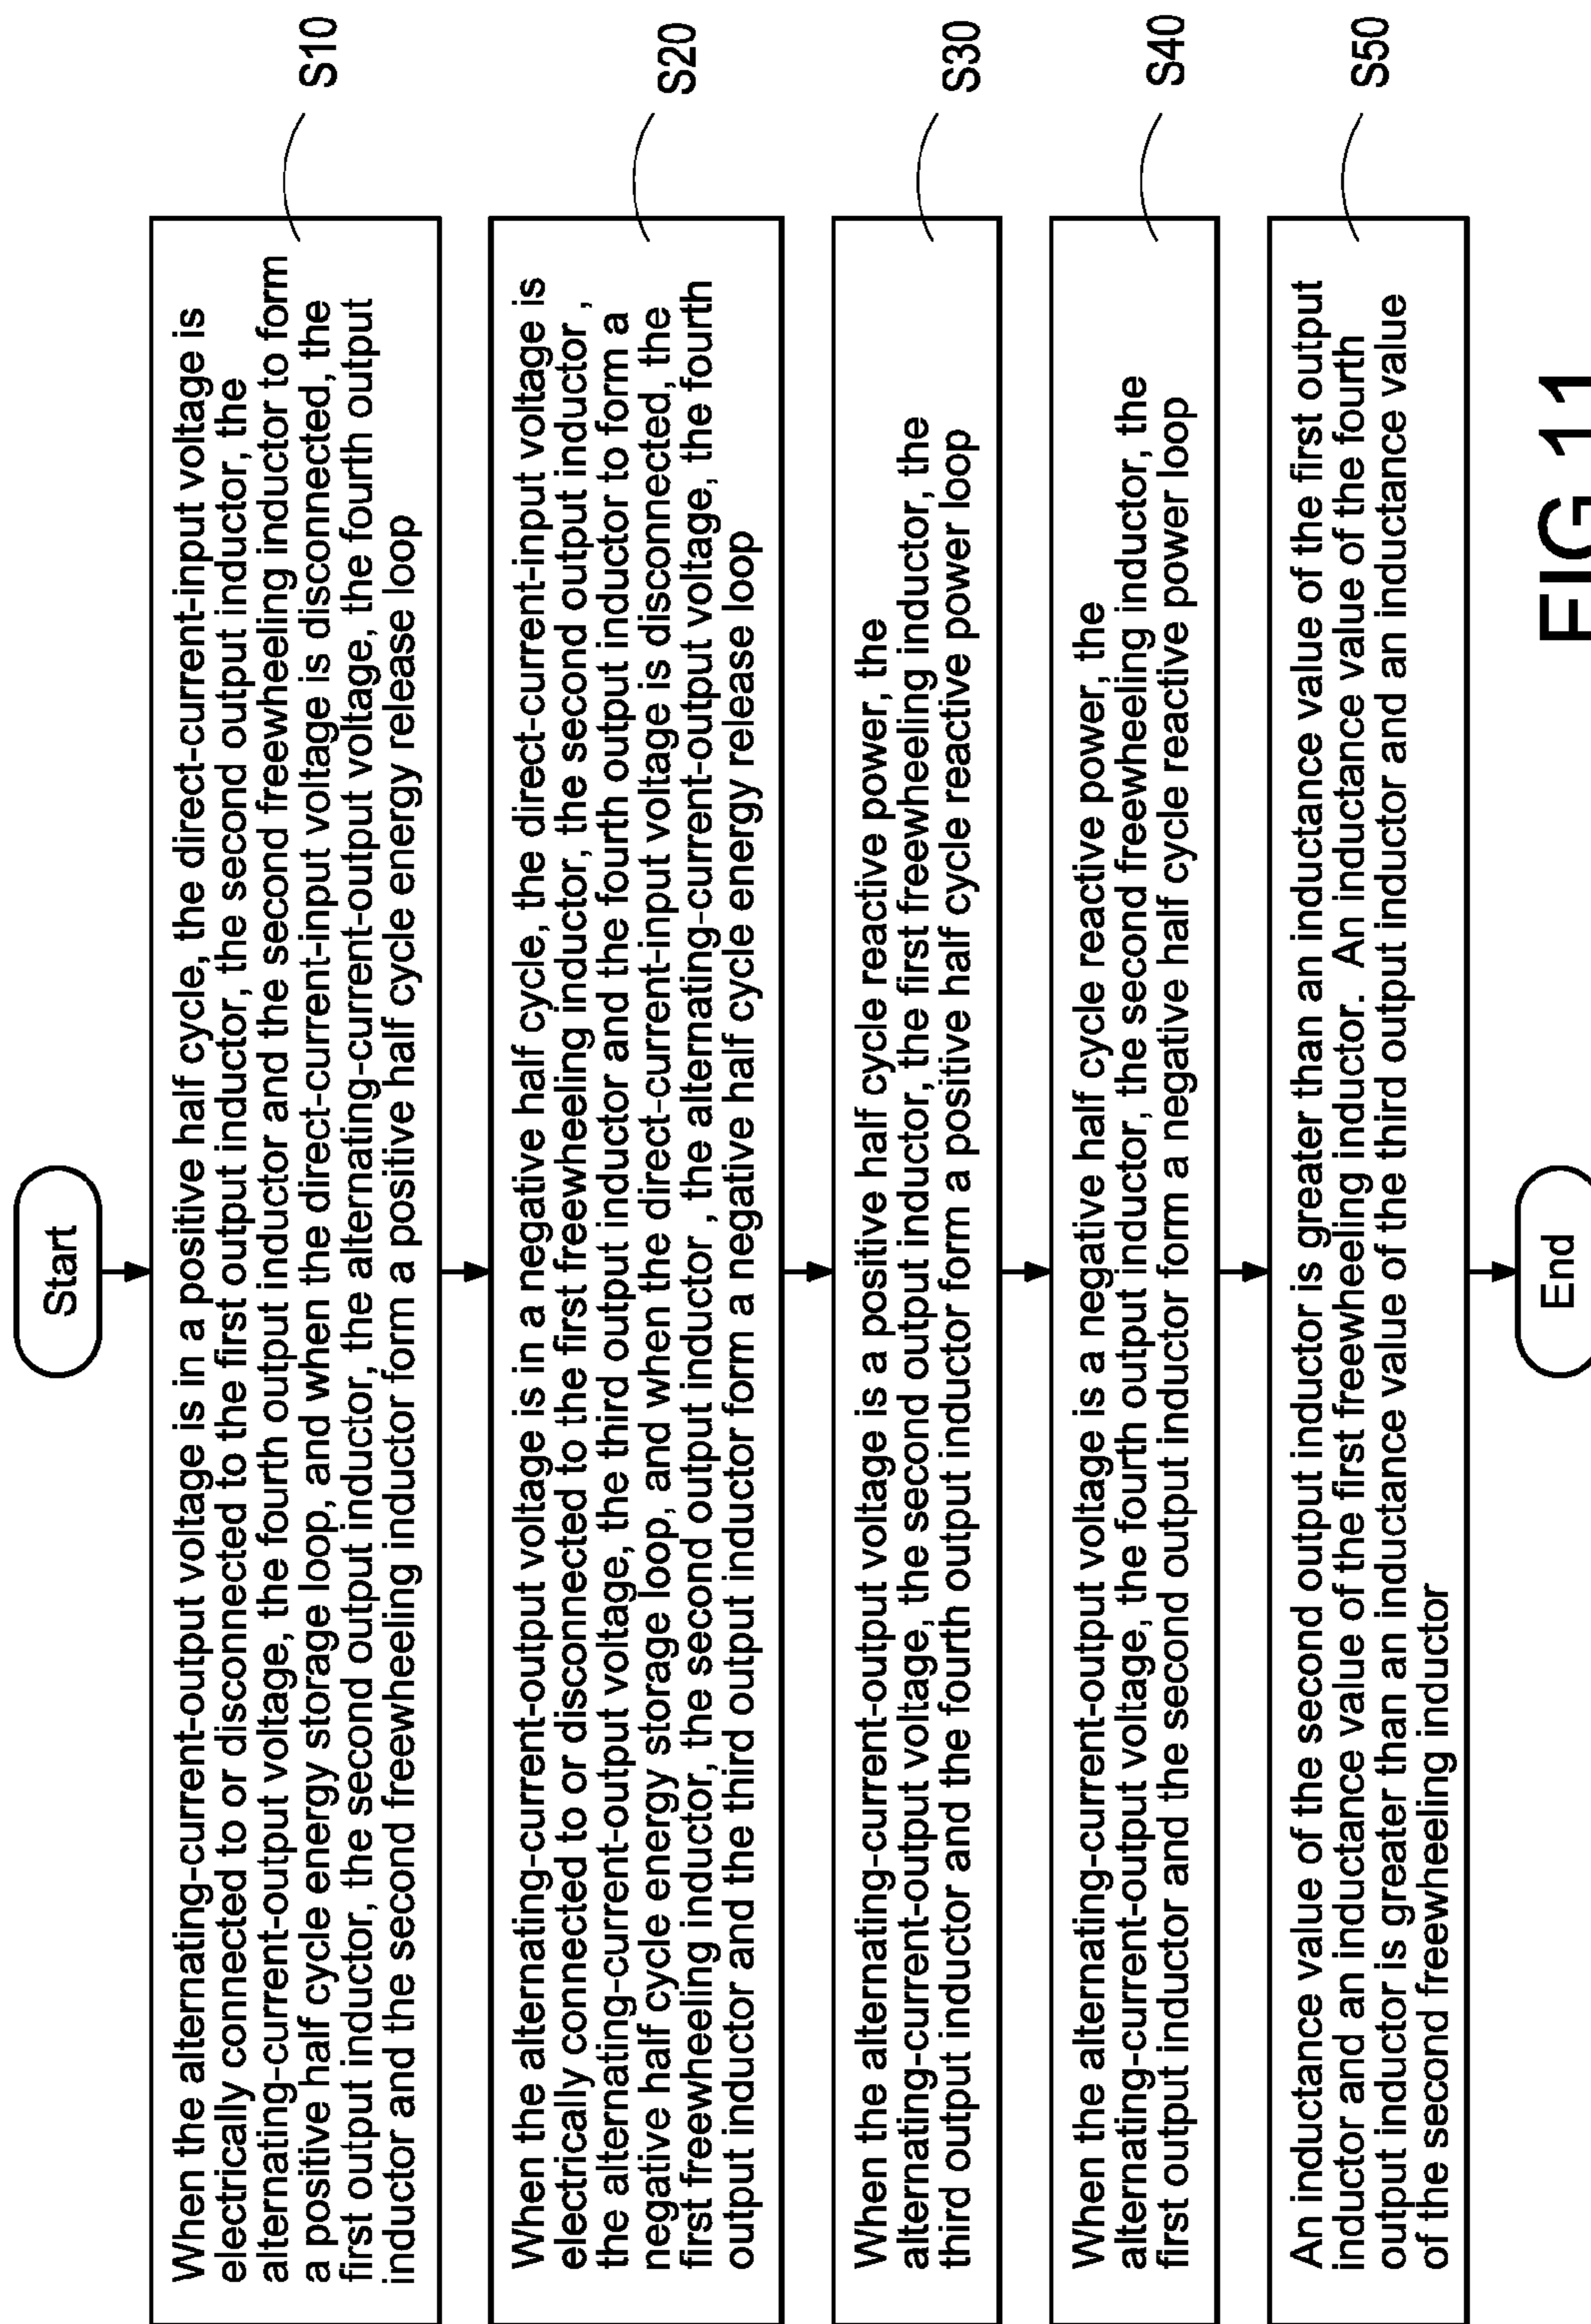 Start
When the alternating-current-output voltage is in a positive half cycle, the direct-current-input voltage is
electrically connected to or disconnected to the first output inductor, the second output inductor, the
alternating-current-output voltage, the fourth output inductor and the second freewheeling inductor to form
a positive half cycle energy storage loop, and when the direct-current-input voltage is disconnected, the
first output inductor, the second output inductor, the alternating-current-output voltage, the fourth output
inductor and the second freewheeling inductor form a positive half cycle energy release loop
S10
When the alternating-current-output voltage is in a negative half cycle, the direct-current-input voltage is
electrically connected to or disconnected to the first freewheeling inductor, the second output inductor ,
the alternating-current-output voltage, the third output inductor and the fourth output inductor to form a
negative half cycle energy storage loop, and when the direct-current-input voltage is disconnected, the
first freewheeling inductor, the second output inductor , the alternating-current-output voltage, the fourth
output inductor and the third output inductor form a negative half cycle energy release loop
S20
When the alternating-current-output voltage is a positive half cycle reactive power, the
alternating-current-output voltage, the second output inductor, the first freewheeling inductor, the
third output inductor and the fourth output inductor form a positive half cycle reactive power loop
S30
When the alternating-current-output voltage is a negative half cycle reactive power, the
alternating-current-output voltage, the fourth output inductor, the second freewheeling inductor, the
first output inductor and the second output inductor form a negative half cycle reactive power loop
S40
An inductance value of the second output inductor is greater than an inductance value of the first output
inductor and an inductance value of the first freewheeling inductor. An inductance value of the fourth
output inductor is greater than an inductance value of the third output inductor and an inductance value
of the second freewheeling inductor
S50
End
FIG.11